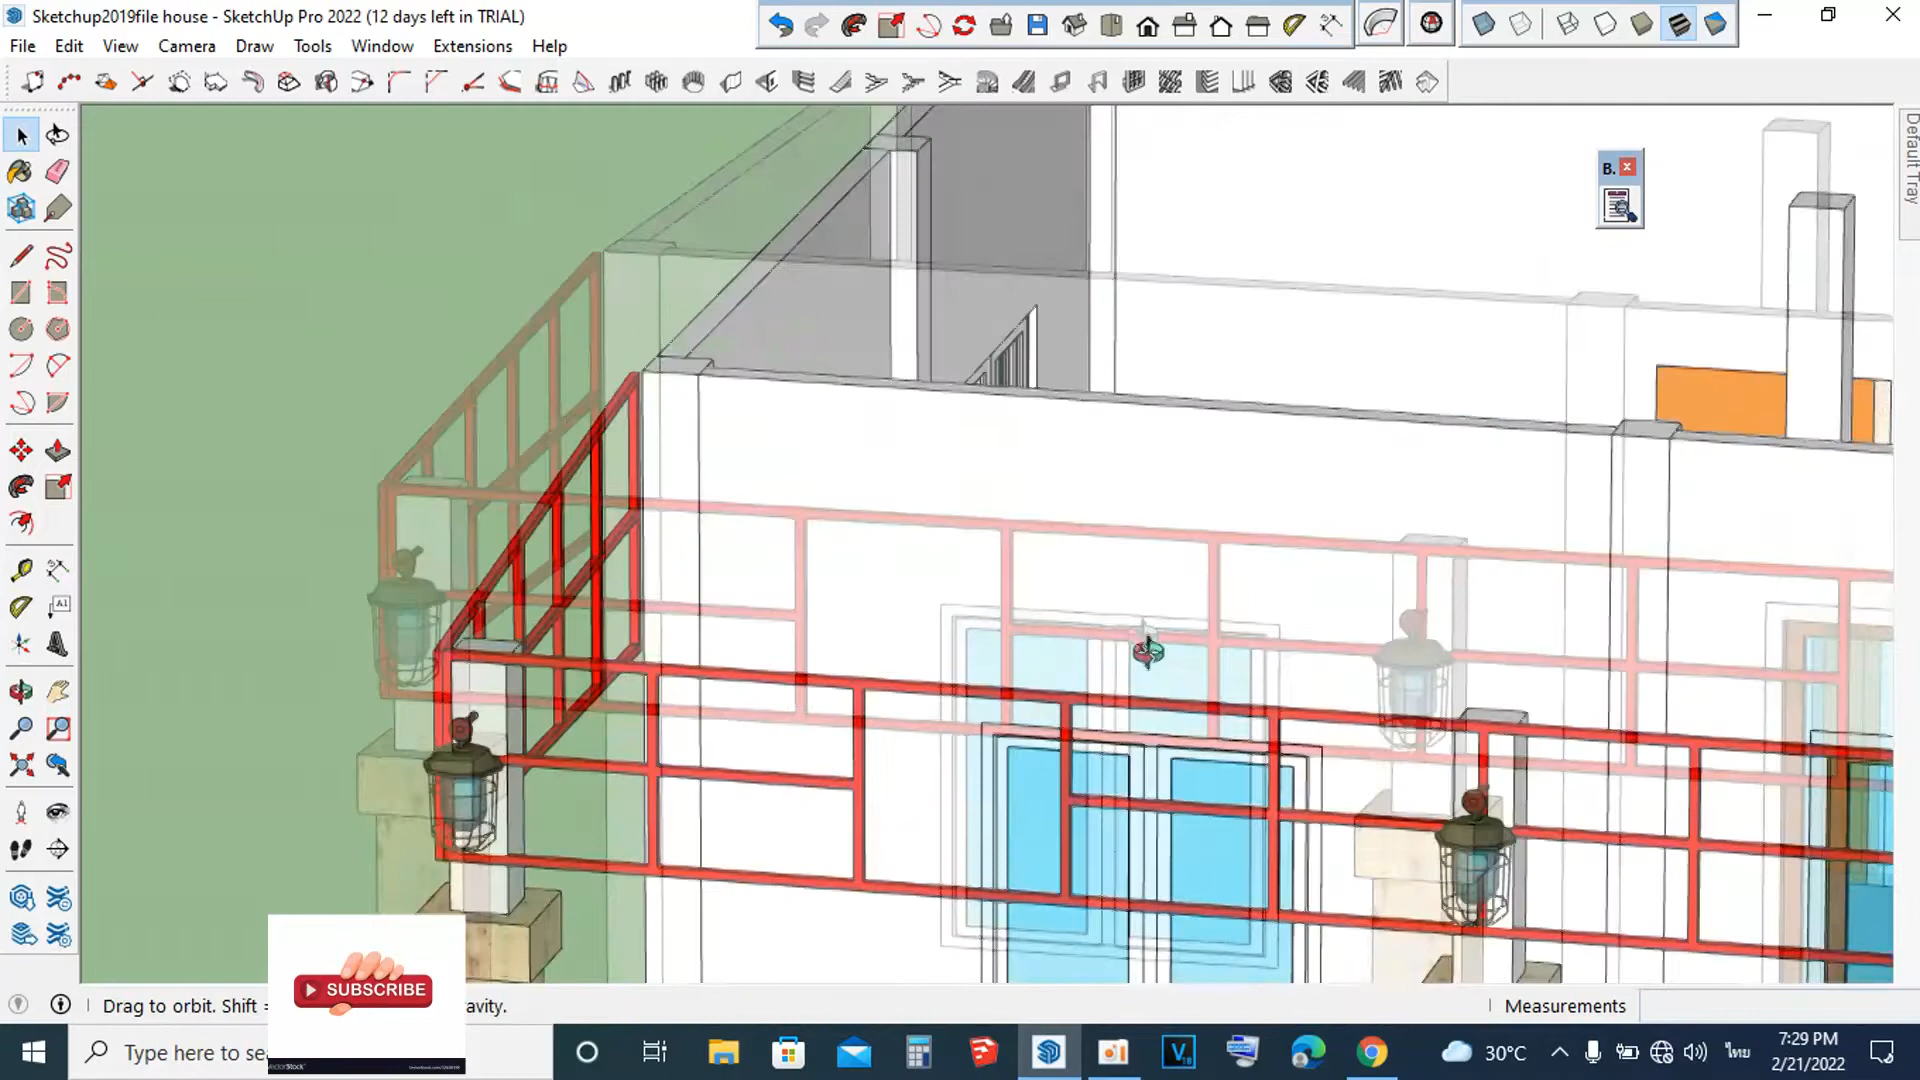 Sketchup2019file house - SketchUp Pro 2022 (12 days left in TRIAL)
File Edit View Camera Draw Tools Window Extensions Help
B.
Default Tray
A1
Drag to orbit. Shift = avity.
Measurements
SUBSCRIBE
Type here to sea
30°C
ไทย
7:29 PM
2/21/2022